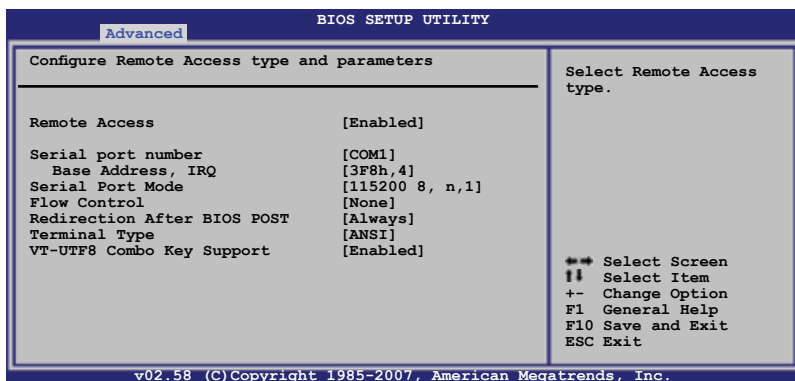 BIOS SETUP UTILITY
Advanced
Configure Remote Access type and parameters
Remote Access [Enabled]
Serial port number [COM1]
Base Address, IRQ [3F8h,4]
Serial Port Mode [115200 8, n,1]
Flow Control [None]
Redirection After BIOS POST [Always]
Terminal Type [ANSI]
VT-UTF8 Combo Key Support [Enabled]
Select Remote Access
type.
←→ Select Screen
↑↓ Select Item
+- Change Option
F1 General Help
F10 Save and Exit
ESC Exit
v02.58 (C)Copyright 1985-2007, American Megatrends, Inc.